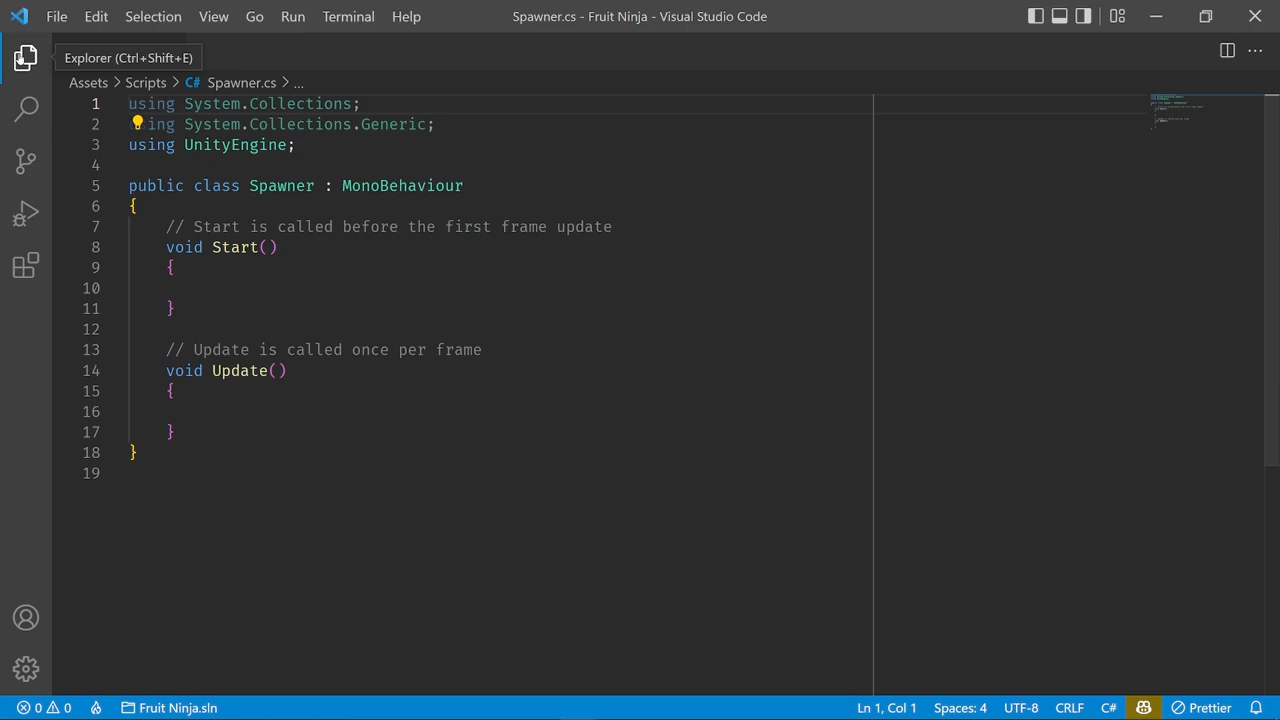 File Edit Selection View Go Run Terminal Help Spawner.cs - Fruit Ninja - Visual Studio Code
Explorer (Ctrl+Shift+E)
Assets > Scripts > C# Spawner.cs > ...
1 using System.Collections;
2 ing System.Collections.Generic;
3 using UnityEngine;
4
5 public class Spawner : MonoBehaviour
6 {
7 // Start is called before the first frame update
8 void Start()
9 {
10
11 }
12
13 // Update is called once per frame
14 void Update()
15 {
16
17 }
18 }
19
0 0 Fruit Ninja.sln Ln 1, Col 1 Spaces: 4 UTF-8 CRLF C# Prettier